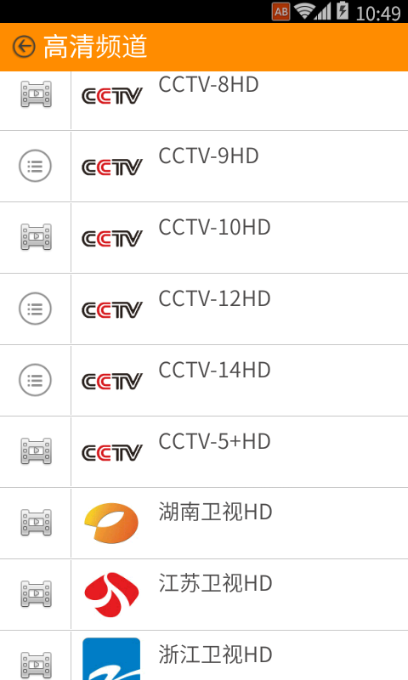 AB 10:49
高清频道
CCTV CCTV-8HD
CCTV CCTV-9HD
CCTV CCTV-10HD
CCTV CCTV-12HD
CCTV CCTV-14HD
CCTV CCTV-5+HD
湖南卫视HD
江苏卫视HD
浙江卫视HD